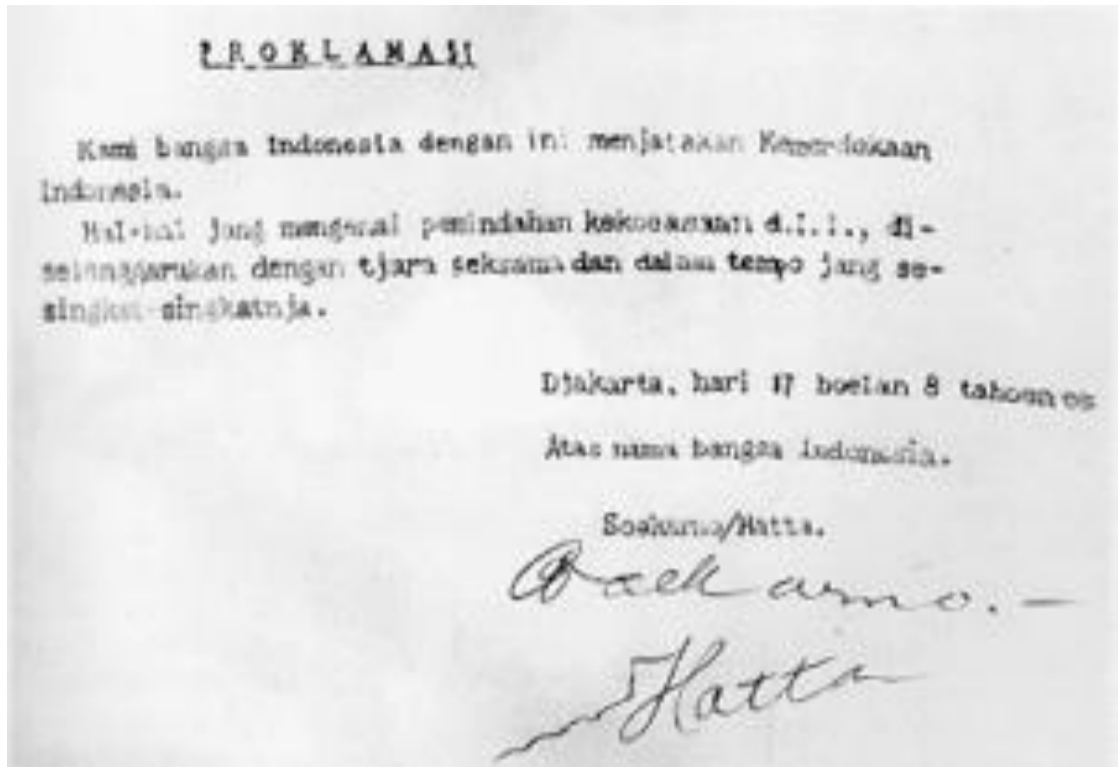 P R O K L A M A S I
Kami bangsa Indonesia dengan ini menjatakan Kemerdekaan
Indonesia.
Hal-hal jang mengenai pemindahan kekoeasaan d.l.l., di-
selenggarakan dengan tjara seksama dan dalam tempo jang se-
singkat-singkatnja.
Djakarta, hari 17 boelan 8 tahoen 05
Atas nama bangsa Indonesia.
Soekarno/Hatta.
Soekarno.—
Hatta